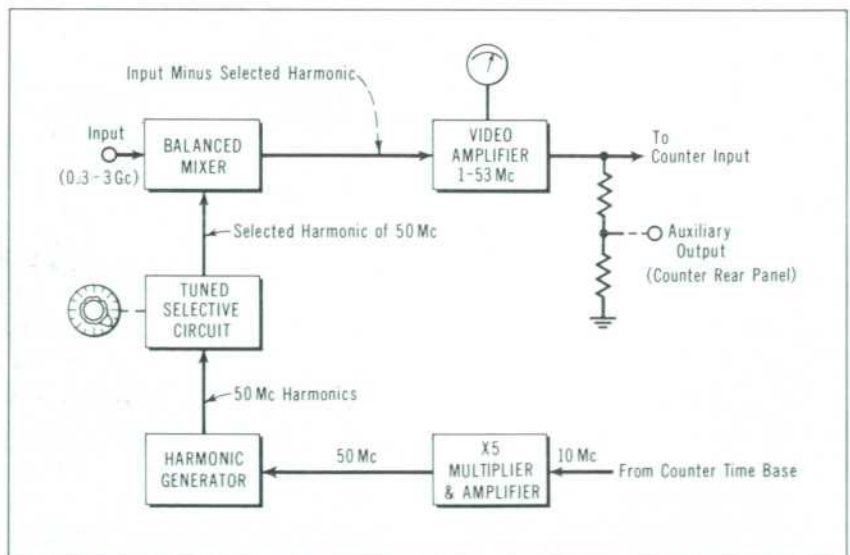 Input Minus Selected Harmonic
Input
(0.3-3Gc)
BALANCED
MIXER
VIDEO
AMPLIFIER
1-53 Mc
To
Counter Input
Selected Harmonic of 50 Mc
Auxiliary
Output
(Counter Rear Panel)
TUNED
SELECTIVE
CIRCUIT
50 Mc Harmonics
HARMONIC
GENERATOR
50 Mc
X5
MULTIPLIER
& AMPLIFIER
10 Mc
From Counter Time Base